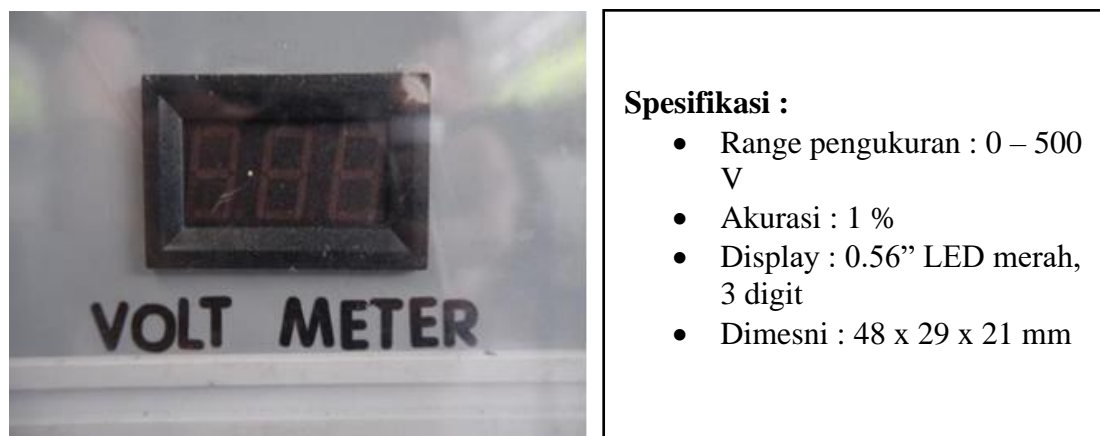 VOLT METER
Spesifikasi :
• Range pengukuran : 0 – 500
V
• Akurasi : 1 %
• Display : 0.56” LED merah,
3 digit
• Dimesni : 48 x 29 x 21 mm